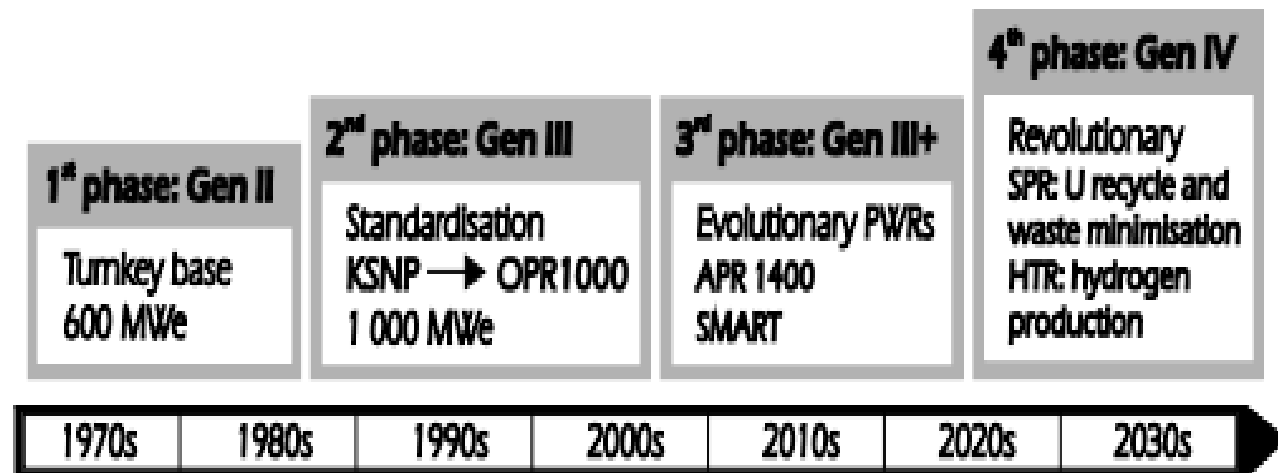 1st phase: Gen II
Turnkey base
600 MWe
2nd phase: Gen III
Standardisation
KSNP → OPR1000
1 000 MWe
3rd phase: Gen III+
Evolutionary PWRs
APR 1400
SMART
4th phase: Gen IV
Revolutionary
SPR: U recycle and
waste minimisation
HTR: hydrogen
production
1970s 1980s 1990s 2000s 2010s 2020s 2030s